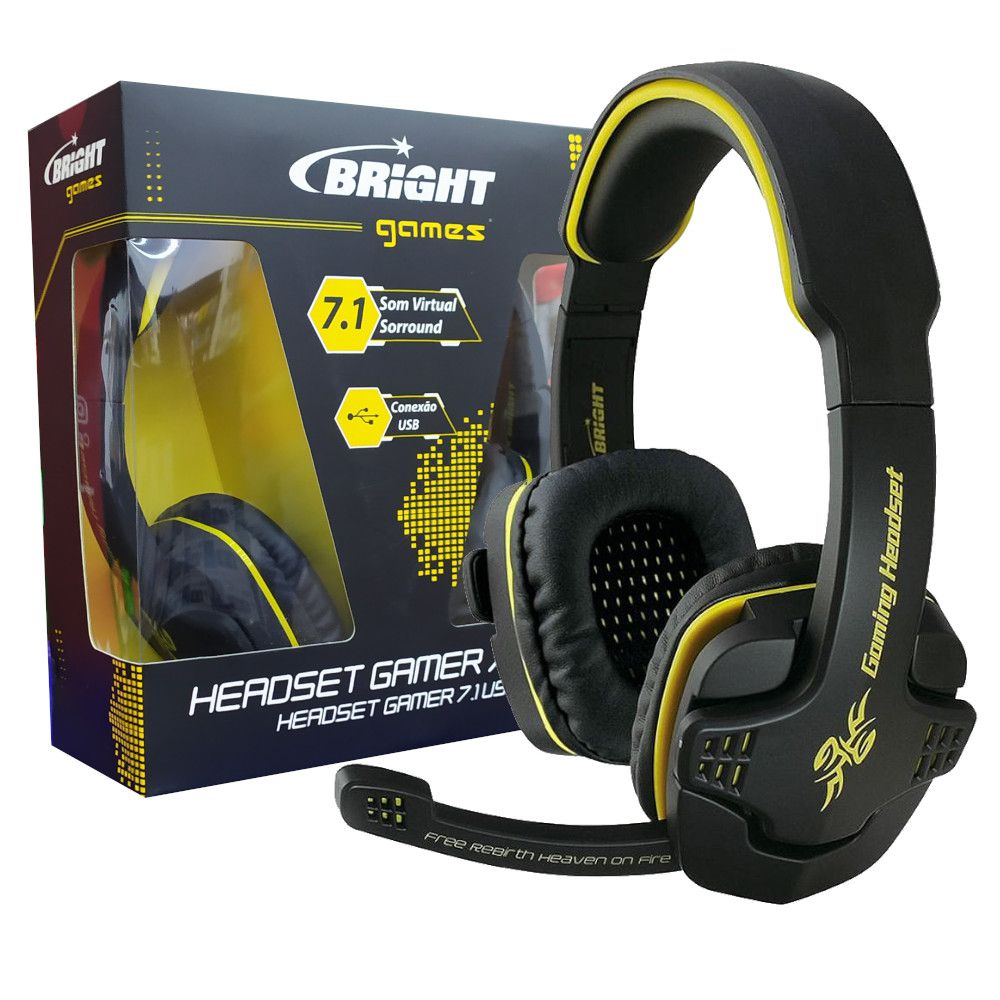 BRIGHT
games
BRIGHT
games
7.1
Som Virtual
Sorround
Conexão
USB
HEADSET GAMER
HEADSET GAMER 7.1 US
BRIGHT
Gaming Headset
Free Rebirth Heaven on Fire